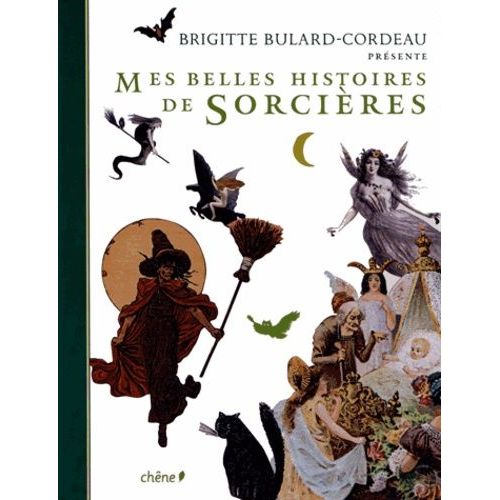 BRIGITTE BULARD-CORDEAU
PRÉSENTE
MES BELLES HISTOIRES
DE SORCIÈRES
chêne